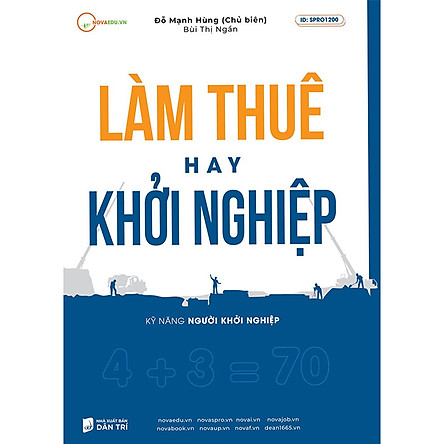 NOVAEDU.VN
Đỗ Mạnh Hùng (Chủ biên)
Bùi Thị Ngần
ID: SPRO1200
LÀM THUÊ
HAY
KHỞI NGHIỆP
KỸ NĂNG NGƯỜI KHỞI NGHIỆP
4 + 3 = 70
NHÀ XUẤT BẢN
DÂN TRÍ
novaedu.vn novaspro.vn novai.vn novajob.vn
novabook.vn novaup.vn novaf.vn dean1665.vn